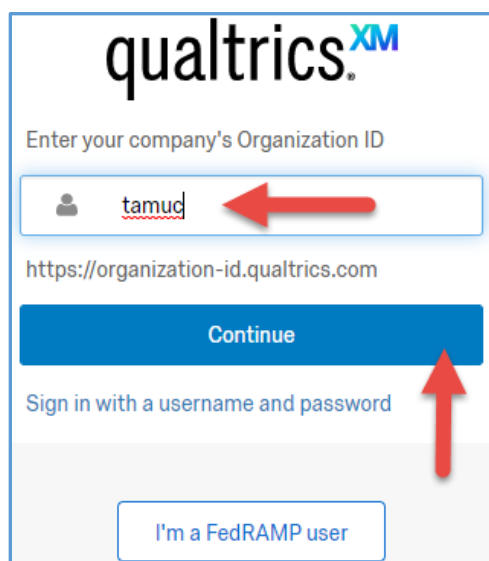 qualtrics.XM
Enter your company's Organization ID
tamuc
https://organization-id.qualtrics.com
Continue
Sign in with a username and password
I'm a FedRAMP user